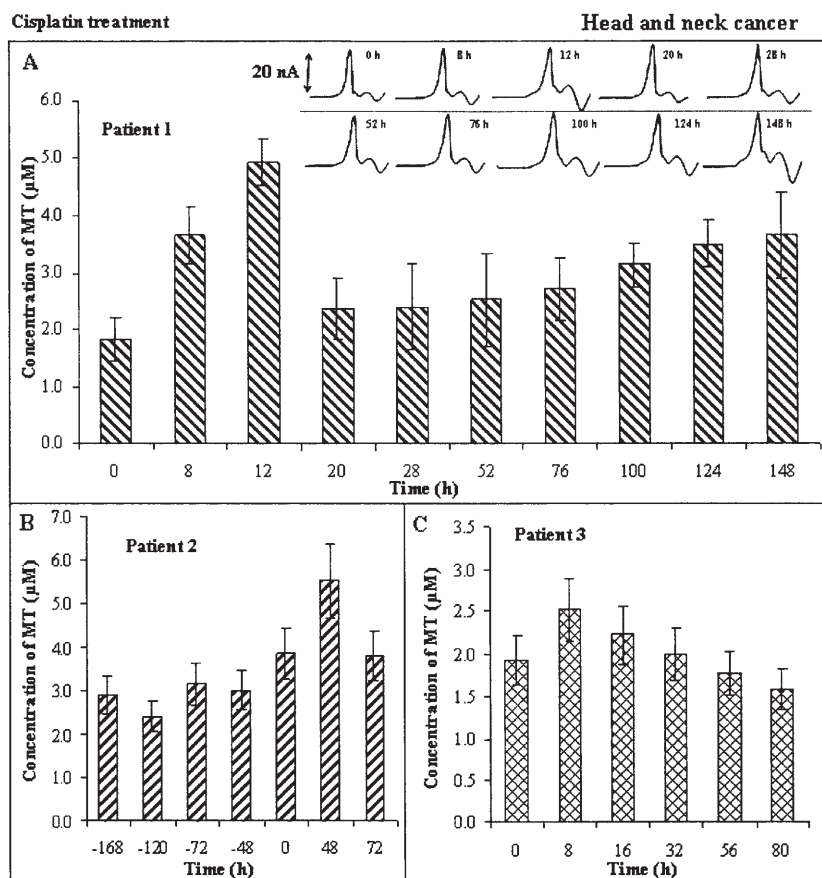 Cisplatin treatment
Head and neck cancer
A
20 nA
0 h
8 h
12 h
20 h
28 h
52 h
76 h
100 h
124 h
148 h
Patient 1
Concentration of MT (μM)
6.0
5.0
4.0
3.0
2.0
1.0
0.0
0 8 12 20 28 52 76 100 124 148
Time (h)
B
Patient 2
Concentration of MT (μM)
7.0
6.0
5.0
4.0
3.0
2.0
1.0
0.0
-168 -120 -72 -48 0 48 72
Time (h)
C
Patient 3
Concentration of MT (μM)
3.5
3.0
2.5
2.0
1.5
1.0
0.5
0.0
0 8 16 32 56 80
Time (h)